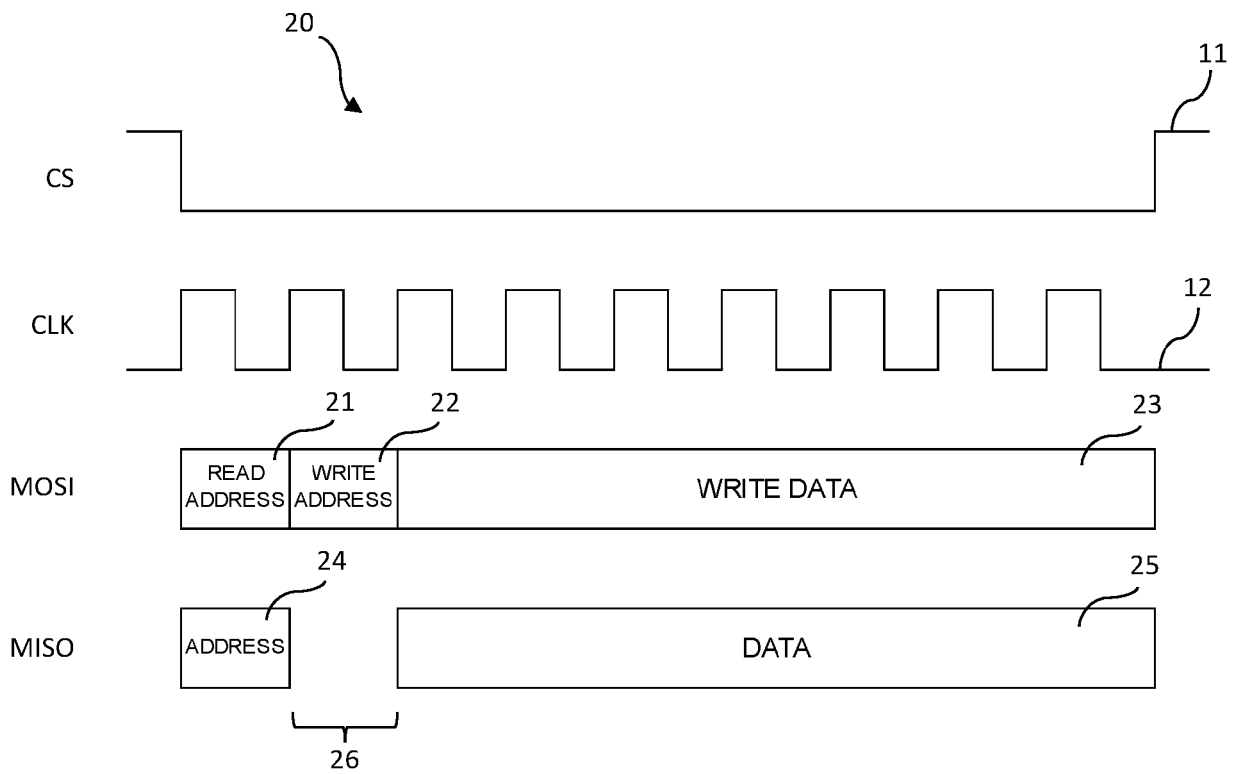 20
11
CS
12
CLK
21
22
23
MOSI
READ
ADDRESS
WRITE
ADDRESS
WRITE DATA
24
25
MISO
ADDRESS
DATA
26